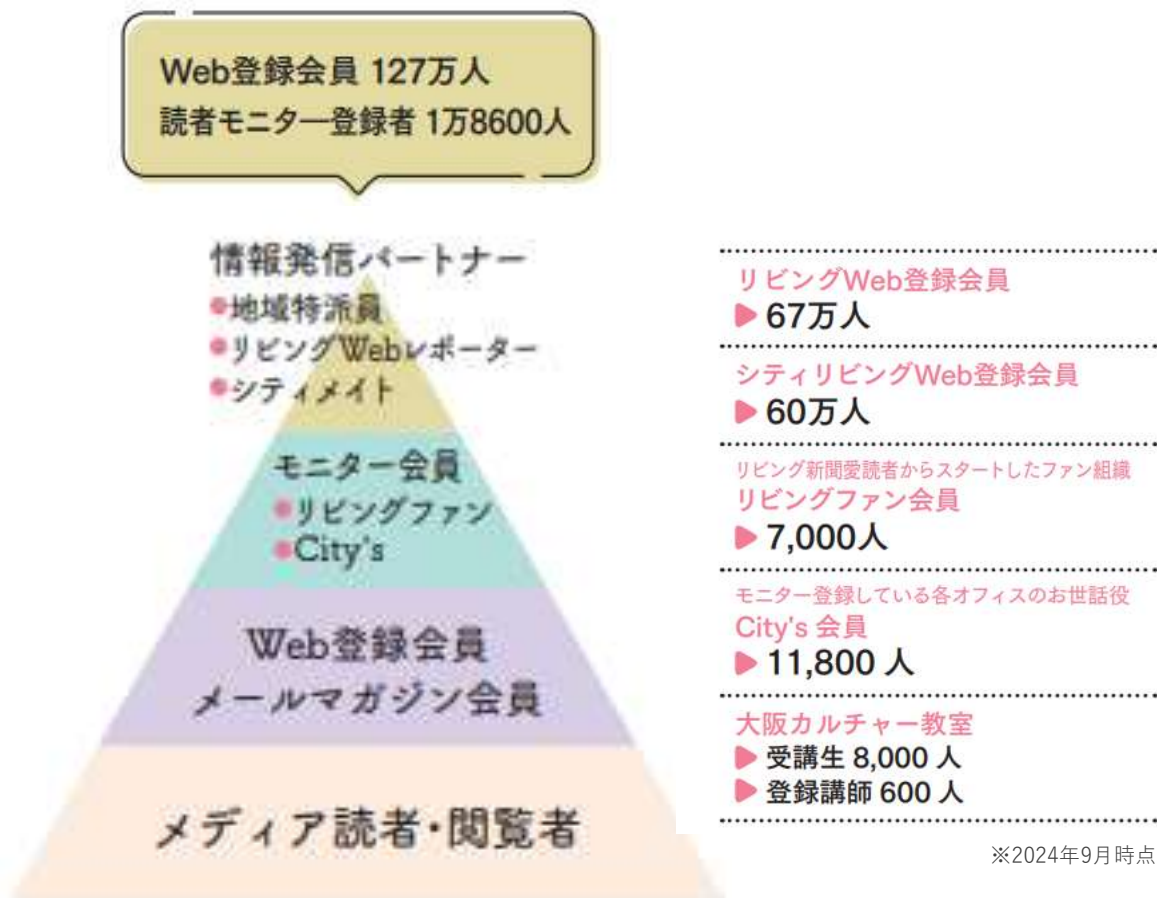 Web登録会員 127万人
読者モニター登録者 1万8600人
情報発信パートナー
●地域特派員
●リビングWebレポーター
●シティメイト
モニター会員
●リビングファン
●City's
Web登録会員
メールマガジン会員
メディア読者・閲覧者
リビングWeb登録会員
▶ 67万人
シティリビングWeb登録会員
▶ 60万人
リビング新聞愛読者からスタートしたファン組織
リビングファン会員
▶ 7,000人
モニター登録している各オフィスのお世話役
City's 会員
▶ 11,800 人
大阪カルチャー教室
▶ 受講生 8,000 人
▶ 登録講師 600 人
※2024年9月時点